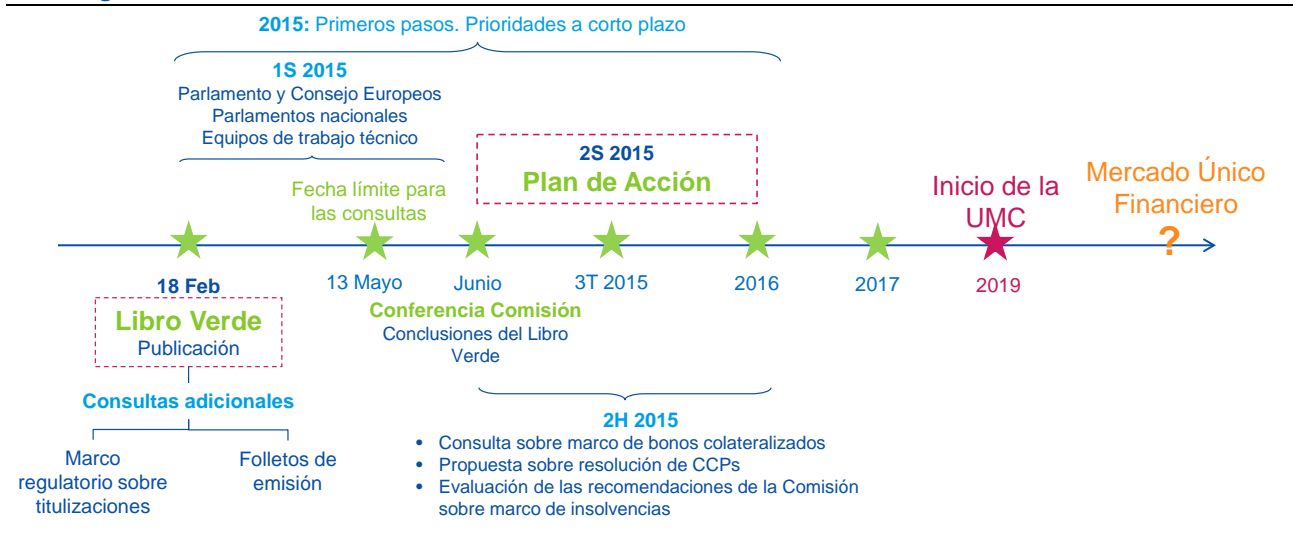 2015: Primeros pasos. Prioridades a corto plazo
1S 2015
Parlamento y Consejo Europeos
Parlamentos nacionales
Equipos de trabajo técnico
2S 2015
Plan de Acción
Fecha límite para
las consultas
Inicio de la
UMC
Mercado Único
Financiero
?
18 Feb
13 Mayo
Junio
3T 2015
2016
2017
2019
Libro Verde
Publicación
Conferencia Comisión
Conclusiones del Libro
Verde
Consultas adicionales
Marco
regulatorio sobre
titulizaciones
Folletos de
emisión
2H 2015
• Consulta sobre marco de bonos colateralizados
• Propuesta sobre resolución de CCPs
• Evaluación de las recomendaciones de la Comisión
sobre marco de insolvencias